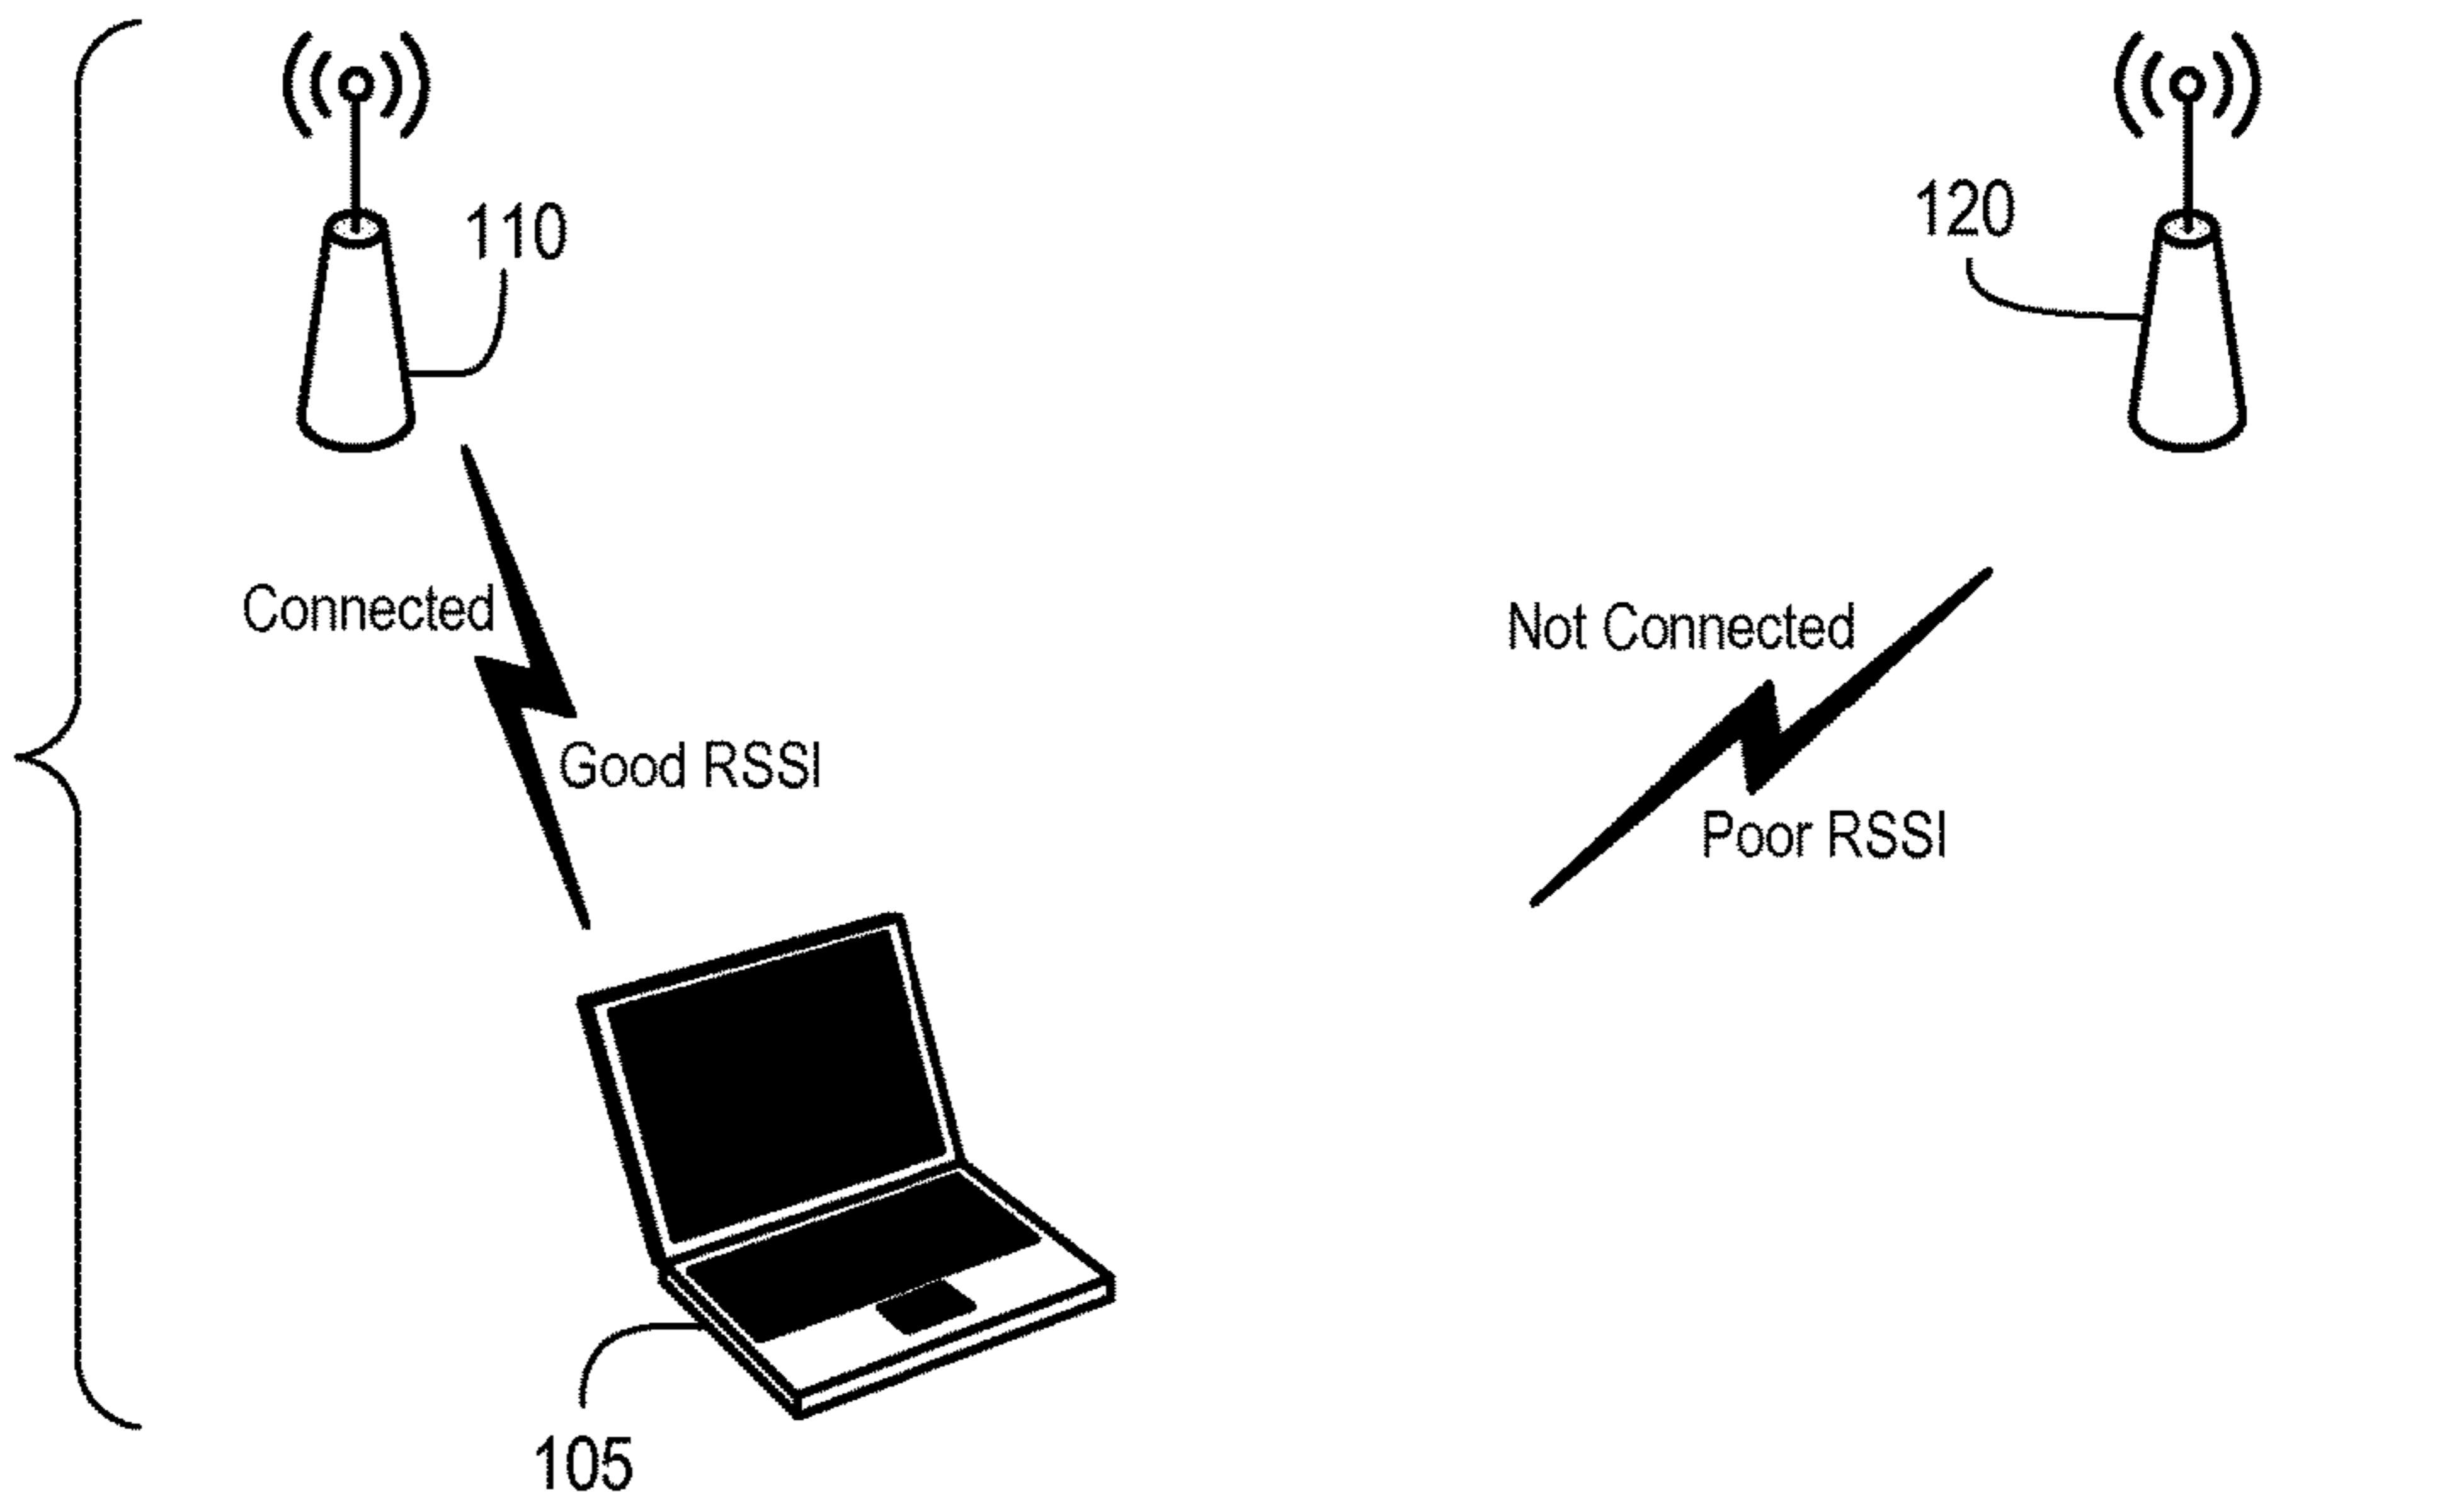 110
120
Connected
Not Connected
Good RSSI
Poor RSSI
105